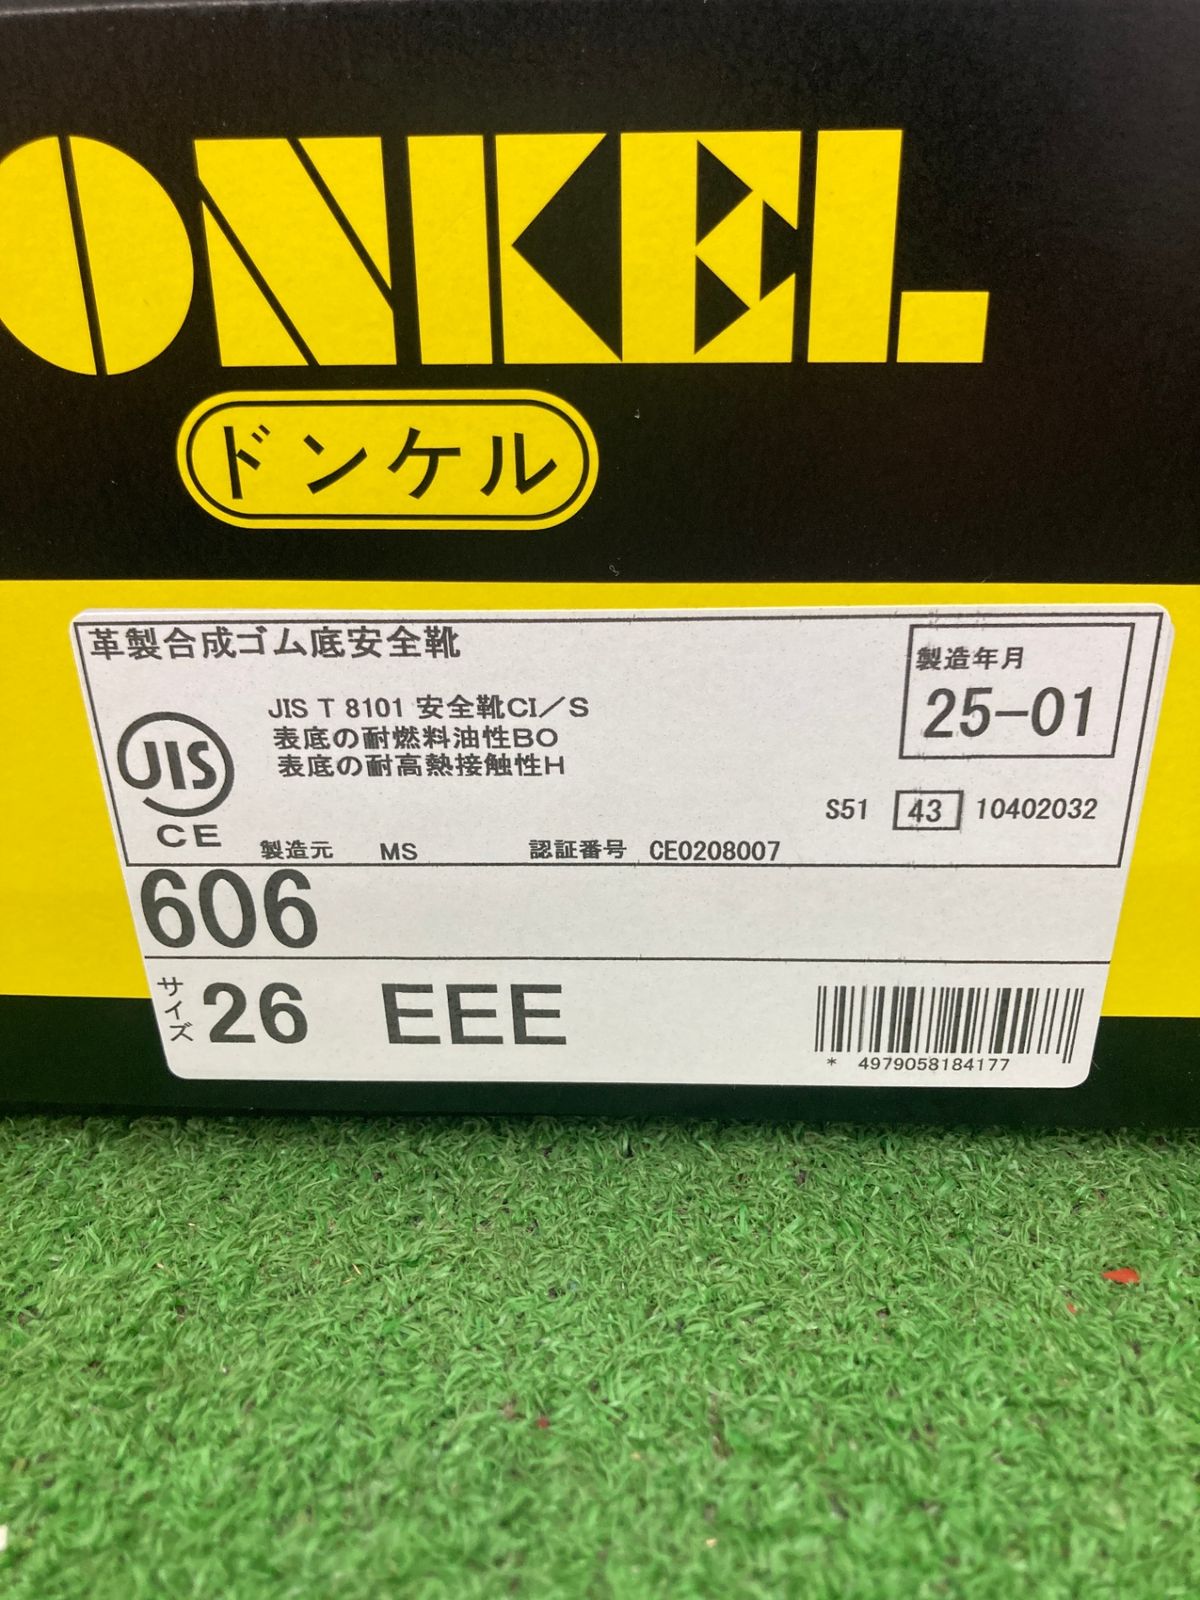 ONKEL
ドンケル
革製合成ゴム底安全靴
製造年月
25-01
JIS T 8101 安全靴CI/S
表底の耐燃料油性BO
表底の耐高熱接触性H
JIS
CE
S51 43 10402032
製造元 MS 認証番号 CE0208007
606
サイズ 26 EEE
* 4979058184177